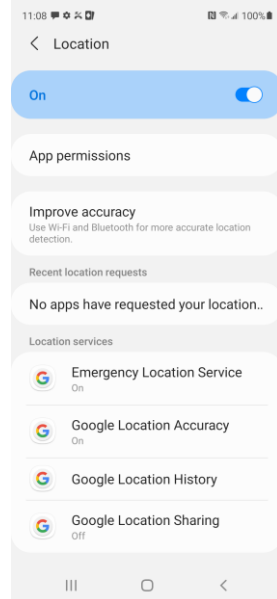 11:08 100%
Location
On
App permissions
Improve accuracy
Use Wi-Fi and Bluetooth for more accurate location
detection.
Recent location requests
No apps have requested your location..
Location services
Emergency Location Service
On
Google Location Accuracy
On
Google Location History
Google Location Sharing
Off